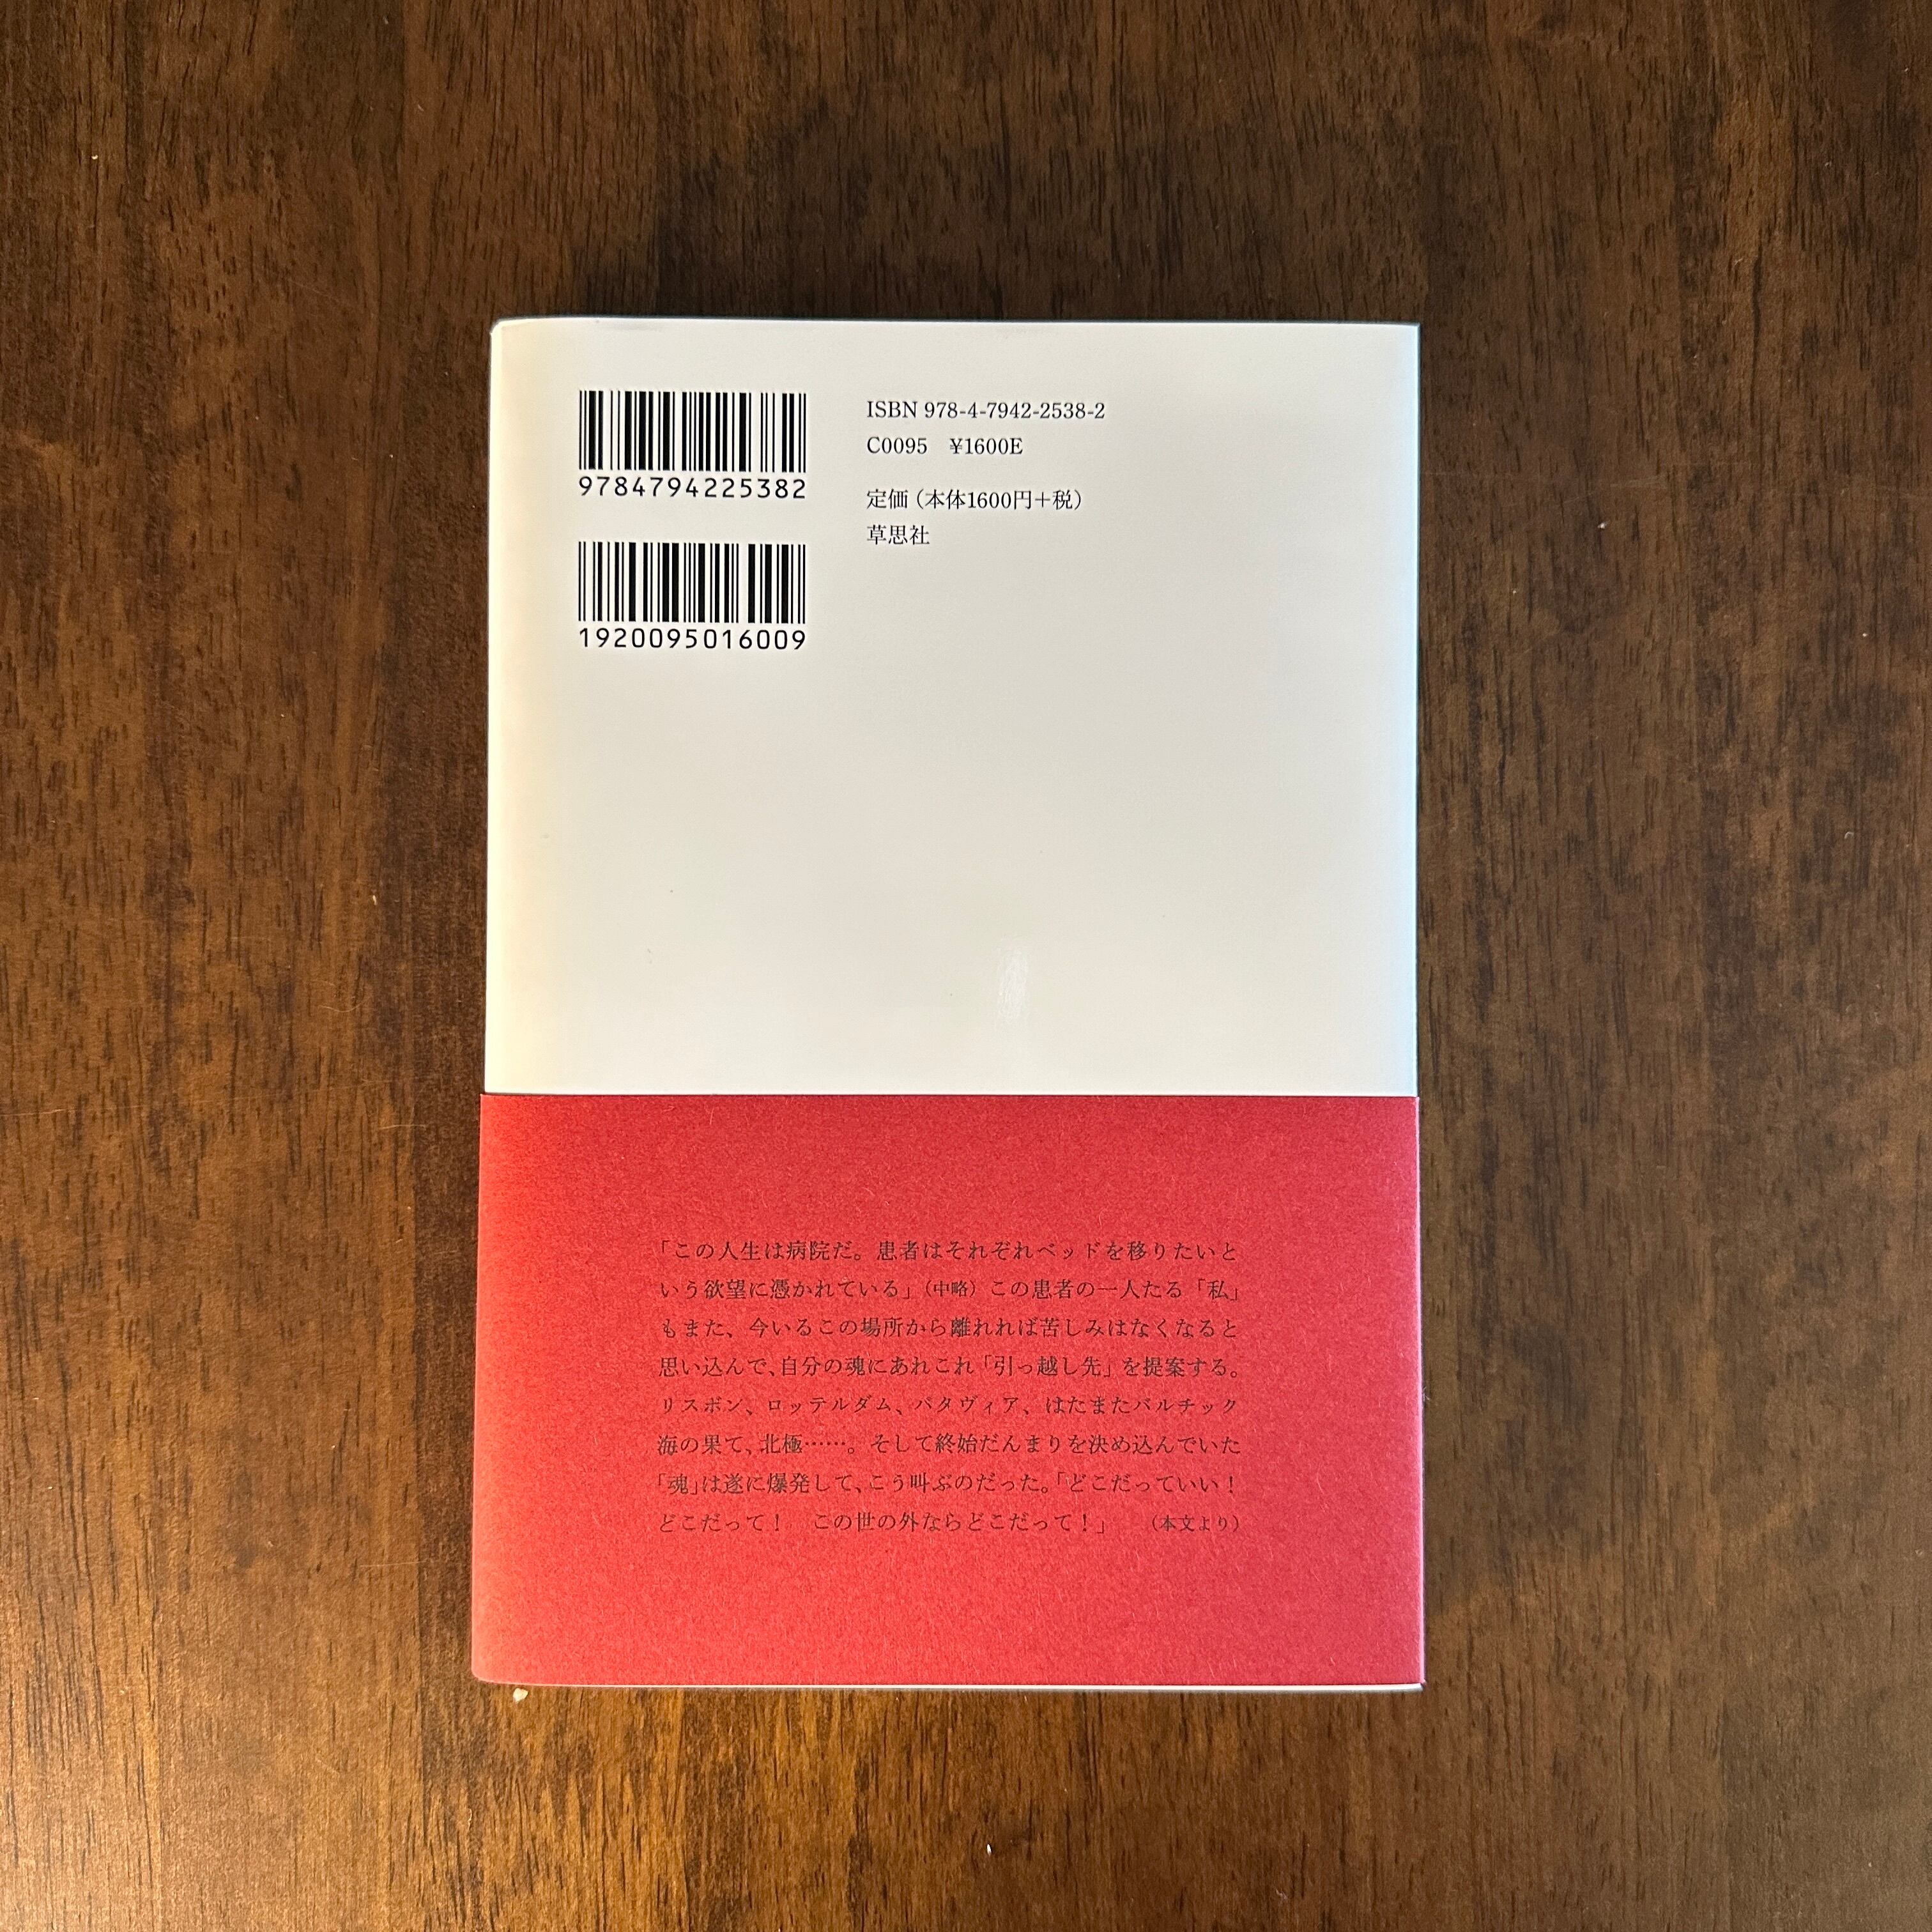 9784794225382
1920095016009
ISBN 978-4-7942-2538-2
C0095 ¥1600E
定価（本体1600円＋税）
草思社
「この人生は病院だ。患者はそれぞれベッドを移りたいと
いう欲望に憑かれている」（中略）この患者の一人たる「私」
もまた、今いるこの場所から離れれば苦しみはなくなると
思い込んで、自分の魂にあれこれ「引っ越し先」を提案する。
リスボン、ロッテルダム、バタヴィア、はたまたバルチック
海の果て、北極……。そして終始だんまりを決め込んでいた
「魂」は遂に爆発して、こう叫ぶのだった。「どこだっていい！
どこだって！　この世の外ならどこだって！」　（本文より）